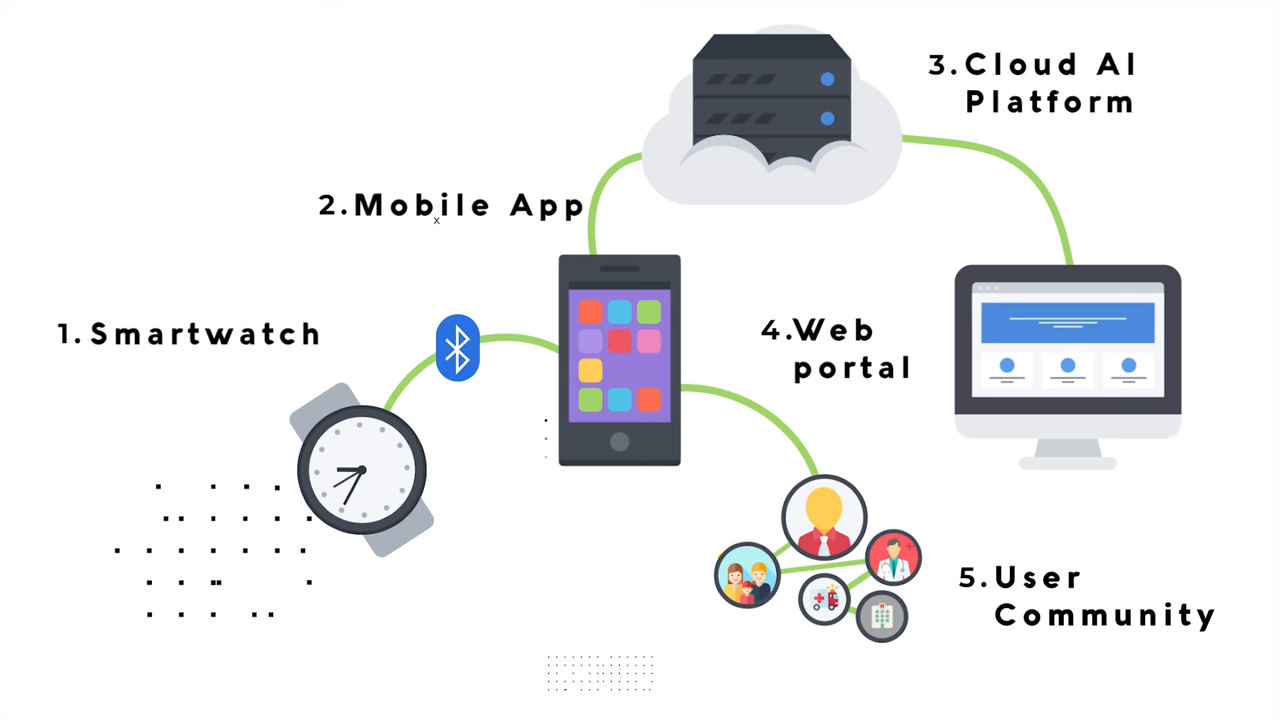 3. Cloud AI
Platform
2. Mobile App
x
1. Smartwatch
4. Web
portal
5. User
Community